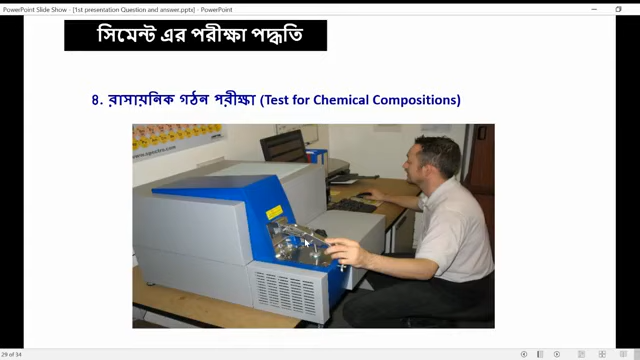 PowerPoint Slide Show - [1st presentation Question and answer.pptx] - PowerPoint
সিমেন্ট এর পরীক্ষা পদ্ধতি
৪. রাসায়নিক গঠন পরীক্ষা (Test for Chemical Compositions)
29 of 34